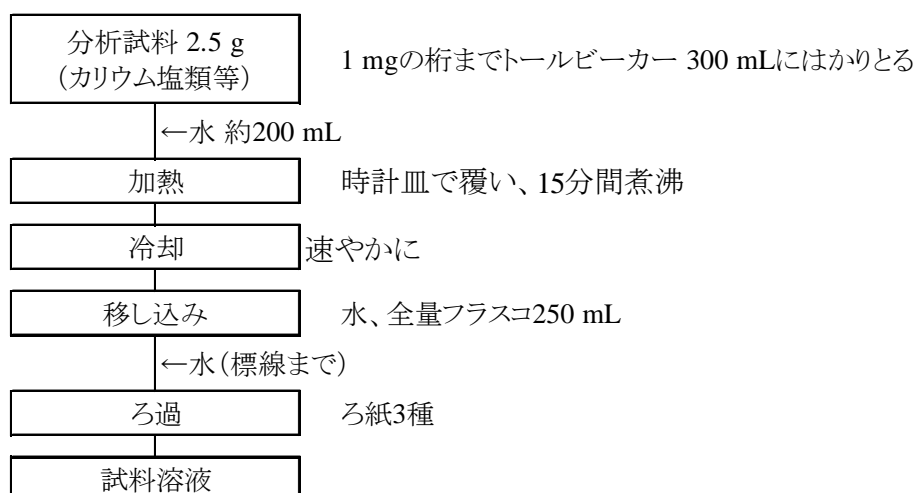 分析試料 2.5 g
(カリウム塩類等)
1 mgの桁までトールビーカー 300 mLにはかりとる
←水 約200 mL
加熱
時計皿で覆い、15分間煮沸
冷却
速やかに
移し込み
水、全量フラスコ250 mL
←水(標線まで)
ろ過
ろ紙3種
試料溶液